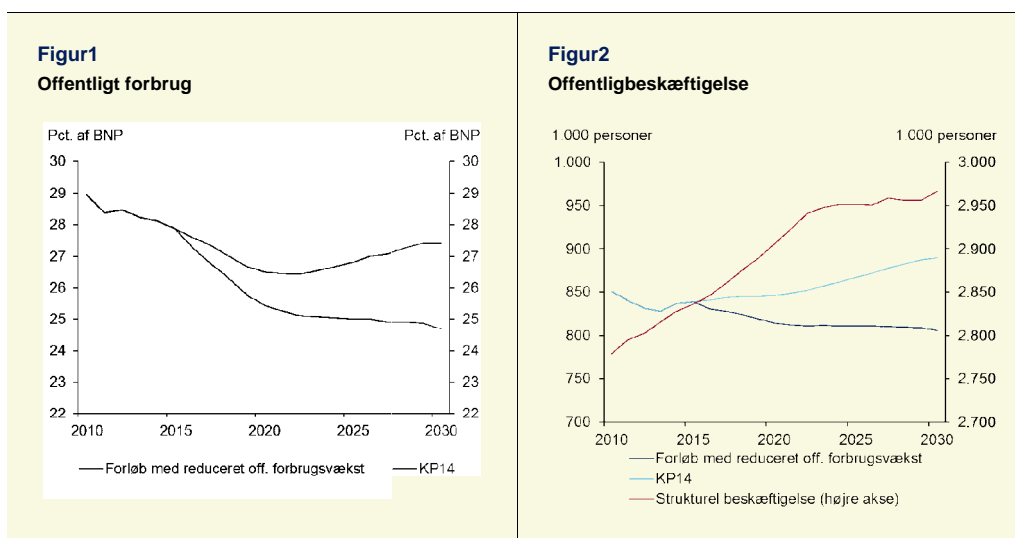 Figur1
Offentligt forbrug
Pct. af BNP
Pct. af BNP
30
29
28
27
26
25
24
23
22
30
29
28
27
26
25
24
23
22
2010 2015 2020 2025 2030
Forløb med reduceret off. forbrugsvækst KP14
Figur2
Offentligbeskæftigelse
1.000 personer
1.000 personer
1.000
950
900
850
800
750
700
3.000
2.950
2.900
2.850
2.800
2.750
2.700
2010 2015 2020 2025 2030
Forløb med reduceret off. forbrugsvækst
KP14
Strukturel beskæftigelse (højre akse)